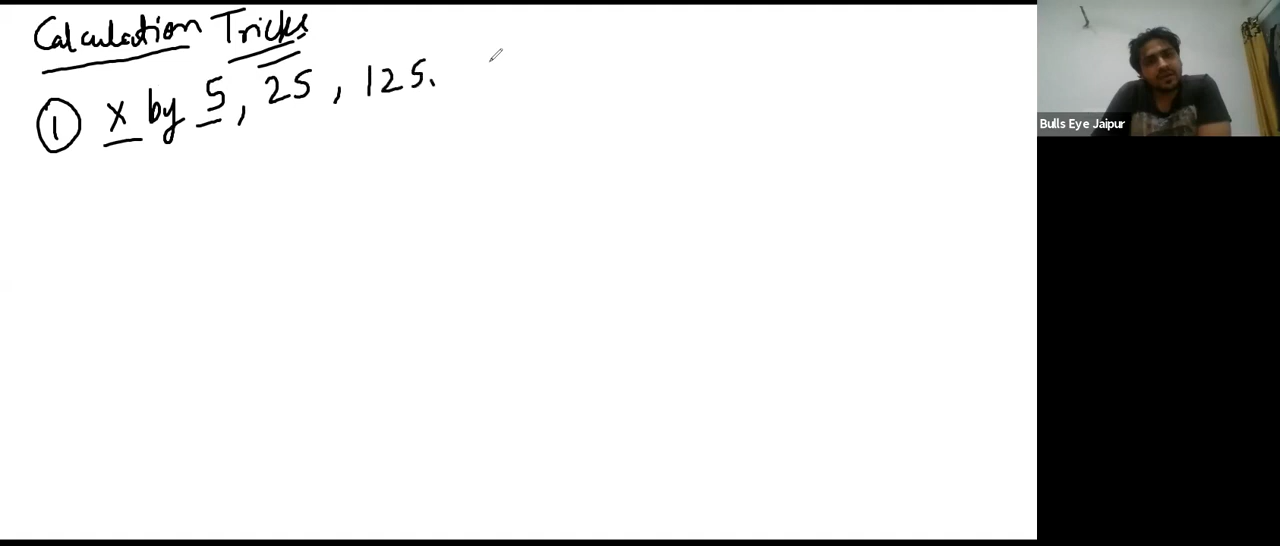 Calculation Tricks
① X by 5, 25, 125.
Bulls Eye Jaipur